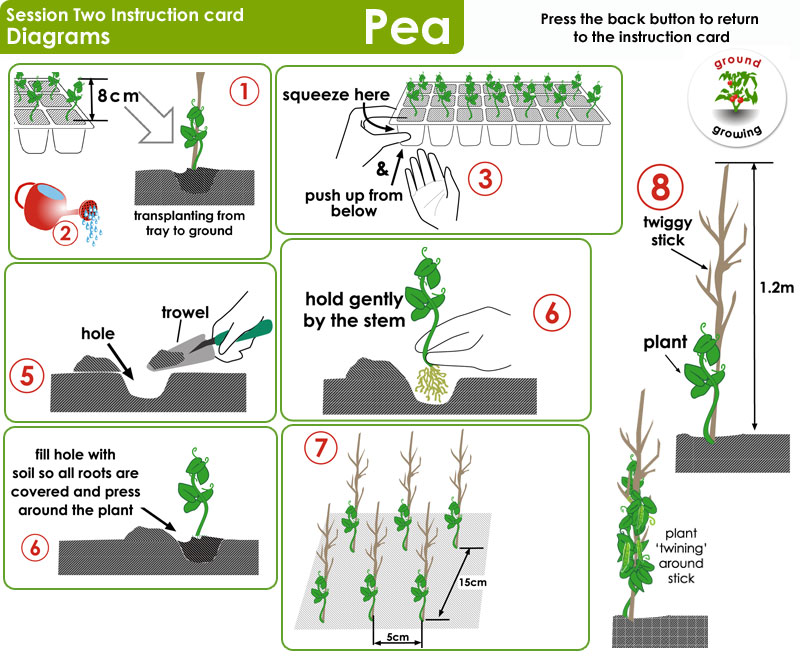 Session Two Instruction card
Diagrams
Pea
Press the back button to return
to the instruction card
ground
growing
1
8cm
transplanting from
tray to ground
2
squeeze here
&
push up from
below
3
5
hole
trowel
hold gently
by the stem
6
fill hole with
soil so all roots are
covered and press
around the plant
6
7
15cm
5cm
8
twiggy
stick
1.2m
plant
plant
'twining'
around
stick